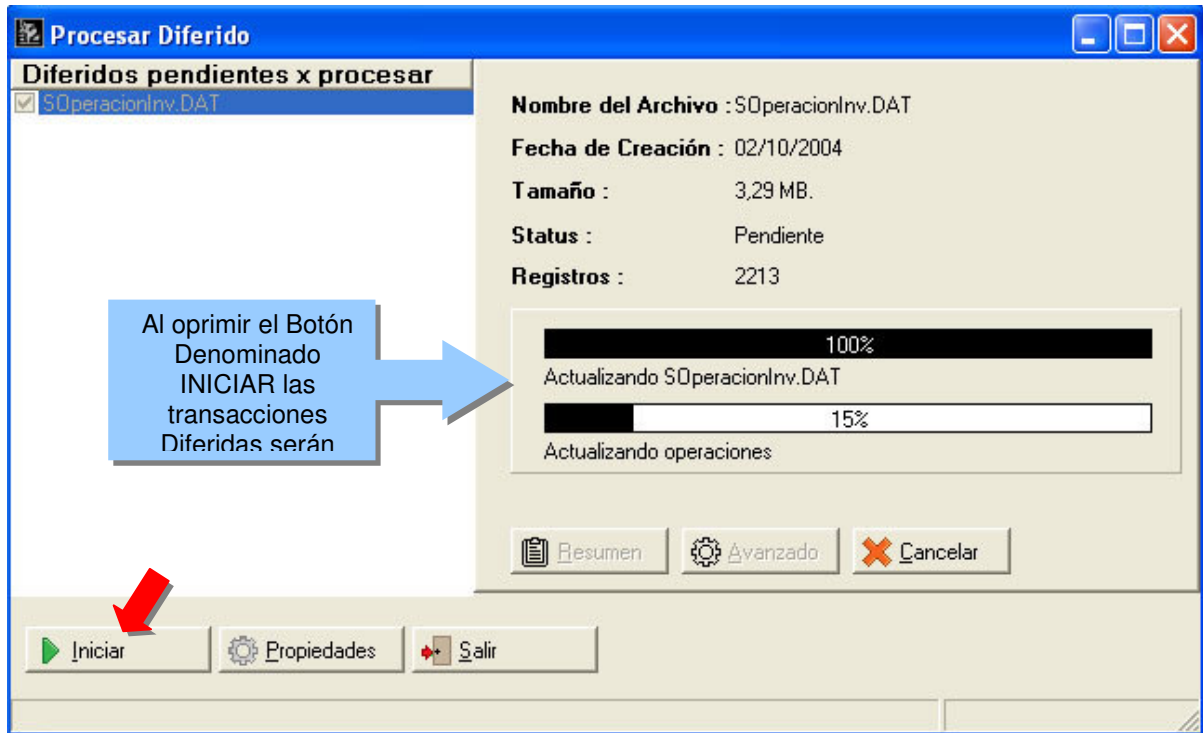 Procesar Diferido
Diferidos pendientes x procesar
SOperacionInv.DAT
Nombre del Archivo : SOperacionInv.DAT
Fecha de Creación : 02/10/2004
Tamaño : 3,29 MB.
Status : Pendiente
Registros : 2213
Al oprimir el Botón
Denominado
INICIAR las
transacciones
Diferidas serán
100%
Actualizando SOperacionInv.DAT
15%
Actualizando operaciones
Resumen Avanzado Cancelar
Iniciar Propiedades Salir